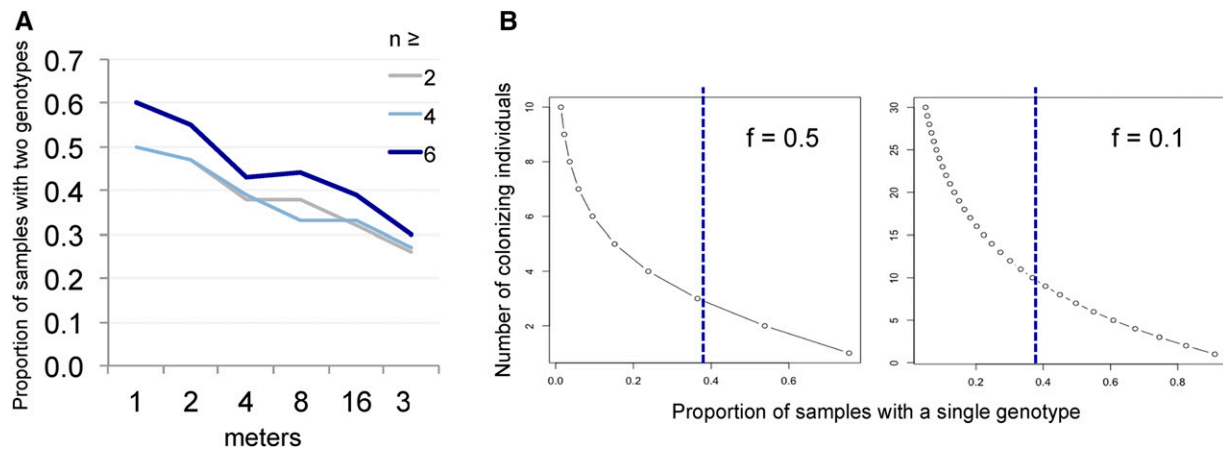 A
Proportion of samples with two genotypes
0.7
0.6
0.5
0.4
0.3
0.2
0.1
0.0
1 2 4 8 16 3
meters
n ≥
2
4
6
B
Number of colonizing individuals
10
8
6
4
2
f = 0.5
0.0 0.2 0.4 0.6
30
25
20
15
10
5
0
f = 0.1
0.2 0.4 0.6 0.8
Proportion of samples with a single genotype